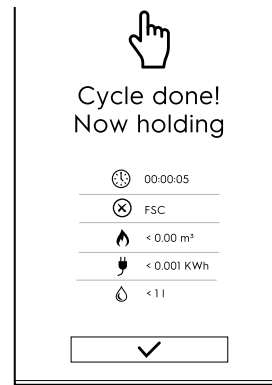 Cycle done!
Now holding
00:00:05
FSC
< 0.00 m³
< 0.001 KWh
< 1 l